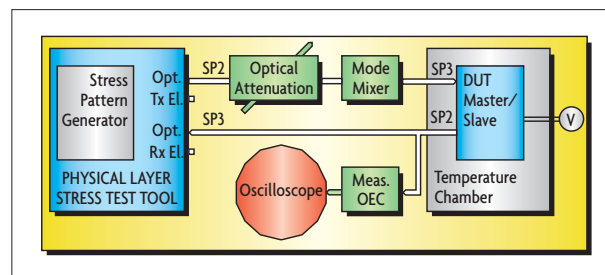 Stress
Pattern
Generator
Opt.
Tx El.
Opt.
Rx El.
PHYSICAL LAYER
STRESS TEST TOOL
SP2
Optical
Attenuation
Mode
Mixer
SP3
SP3
SP2
DUT
Master/
Slave
V
Temperature
Chamber
Oscilloscope
Meas.
OEC